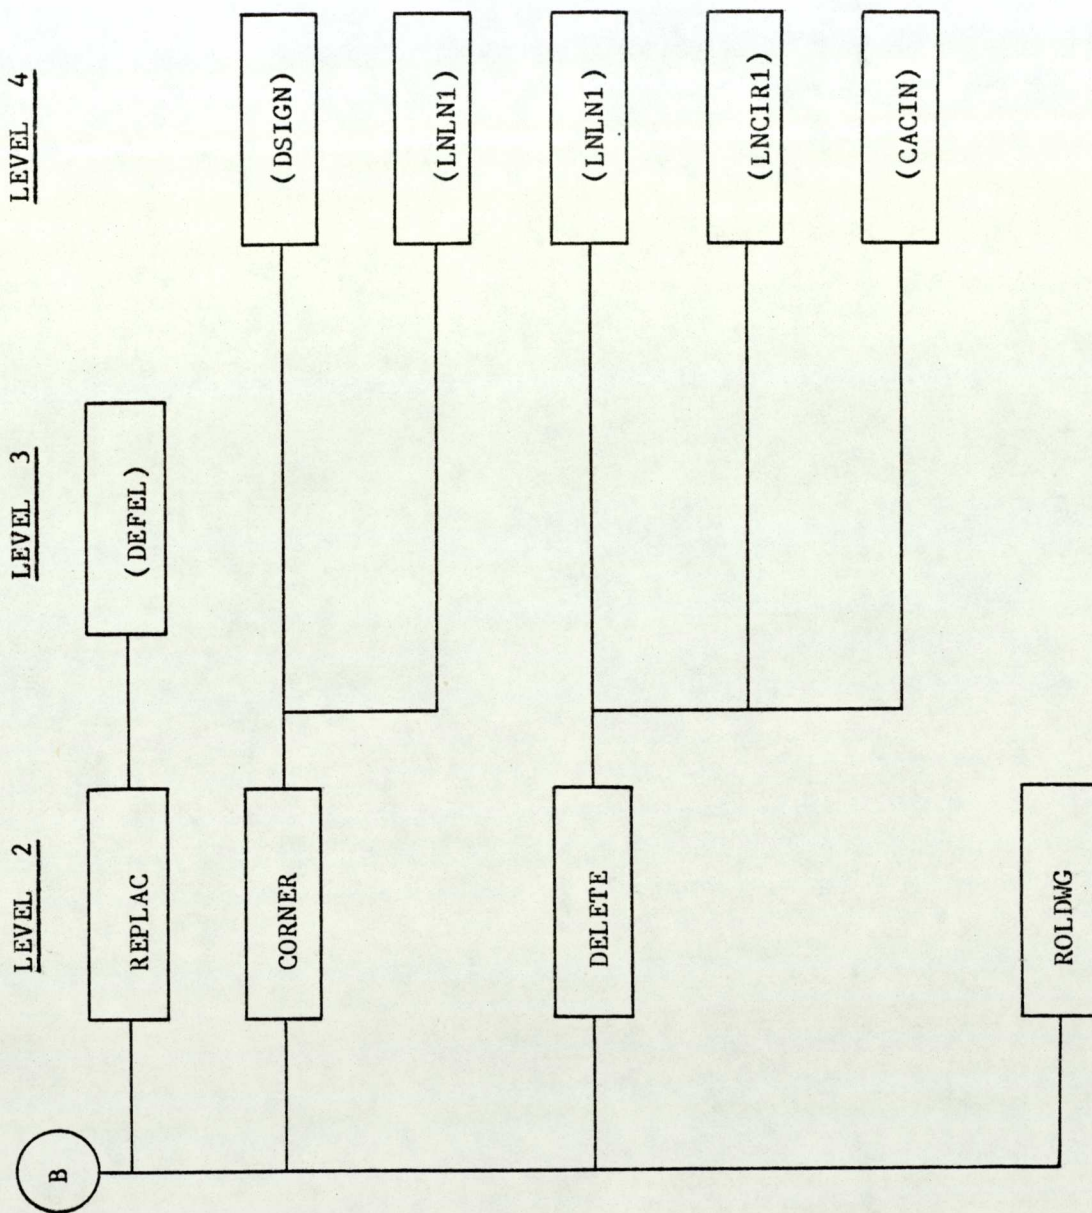 LEVEL 2
LEVEL 3
LEVEL 4
B
REPLAC
(DEFEL)
CORNER
(DSIGN)
(LNLN1)
DELETE
(LNLN1)
(LNCIR1)
(CACIN)
ROLDWG